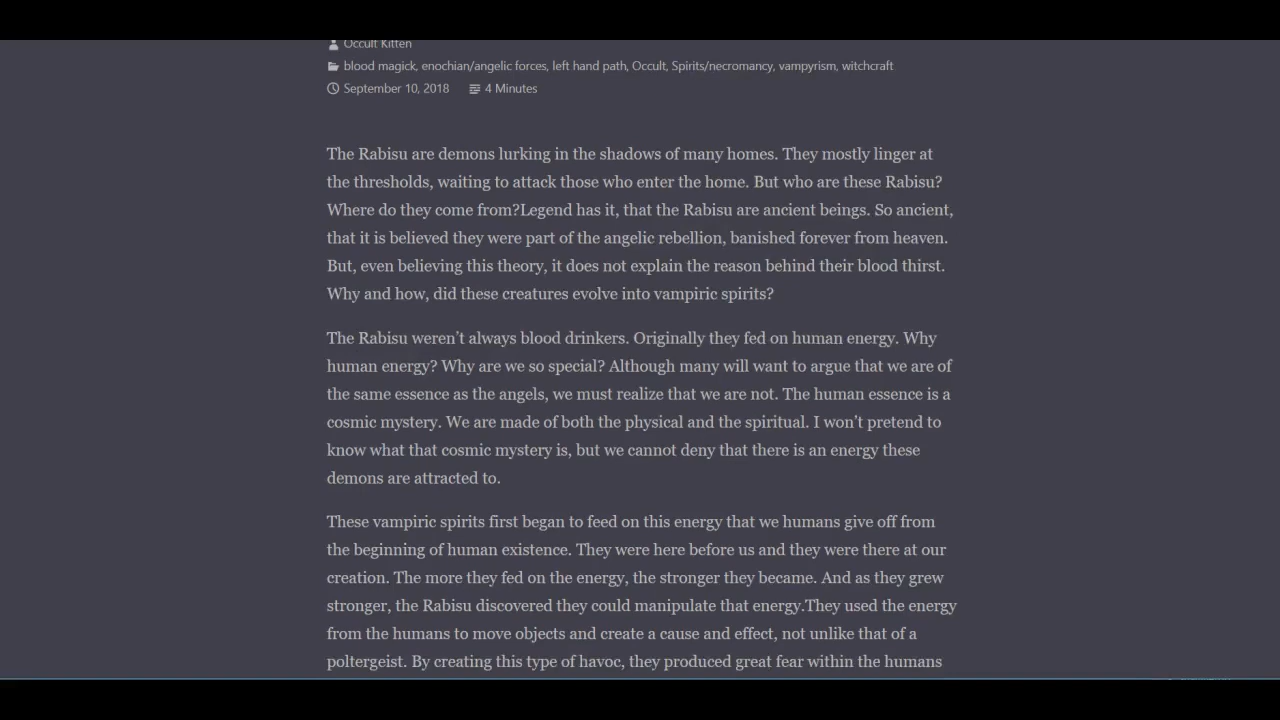 Occult Kitten
blood magick, enochian/angelic forces, left hand path, Occult, Spirits/necromancy, vampyrism, witchcraft
September 10, 2018 4 Minutes
The Rabisu are demons lurking in the shadows of many homes. They mostly linger at
the thresholds, waiting to attack those who enter the home. But who are these Rabisu?
Where do they come from?Legend has it, that the Rabisu are ancient beings. So ancient,
that it is believed they were part of the angelic rebellion, banished forever from heaven.
But, even believing this theory, it does not explain the reason behind their blood thirst.
Why and how, did these creatures evolve into vampiric spirits?
The Rabisu weren’t always blood drinkers. Originally they fed on human energy. Why
human energy? Why are we so special? Although many will want to argue that we are of
the same essence as the angels, we must realize that we are not. The human essence is a
cosmic mystery. We are made of both the physical and the spiritual. I won’t pretend to
know what that cosmic mystery is, but we cannot deny that there is an energy these
demons are attracted to.
These vampiric spirits first began to feed on this energy that we humans give off from
the beginning of human existence. They were here before us and they were there at our
creation. The more they fed on the energy, the stronger they became. And as they grew
stronger, the Rabisu discovered they could manipulate that energy.They used the energy
from the humans to move objects and create a cause and effect, not unlike that of a
poltergeist. By creating this type of havoc, they produced great fear within the humans